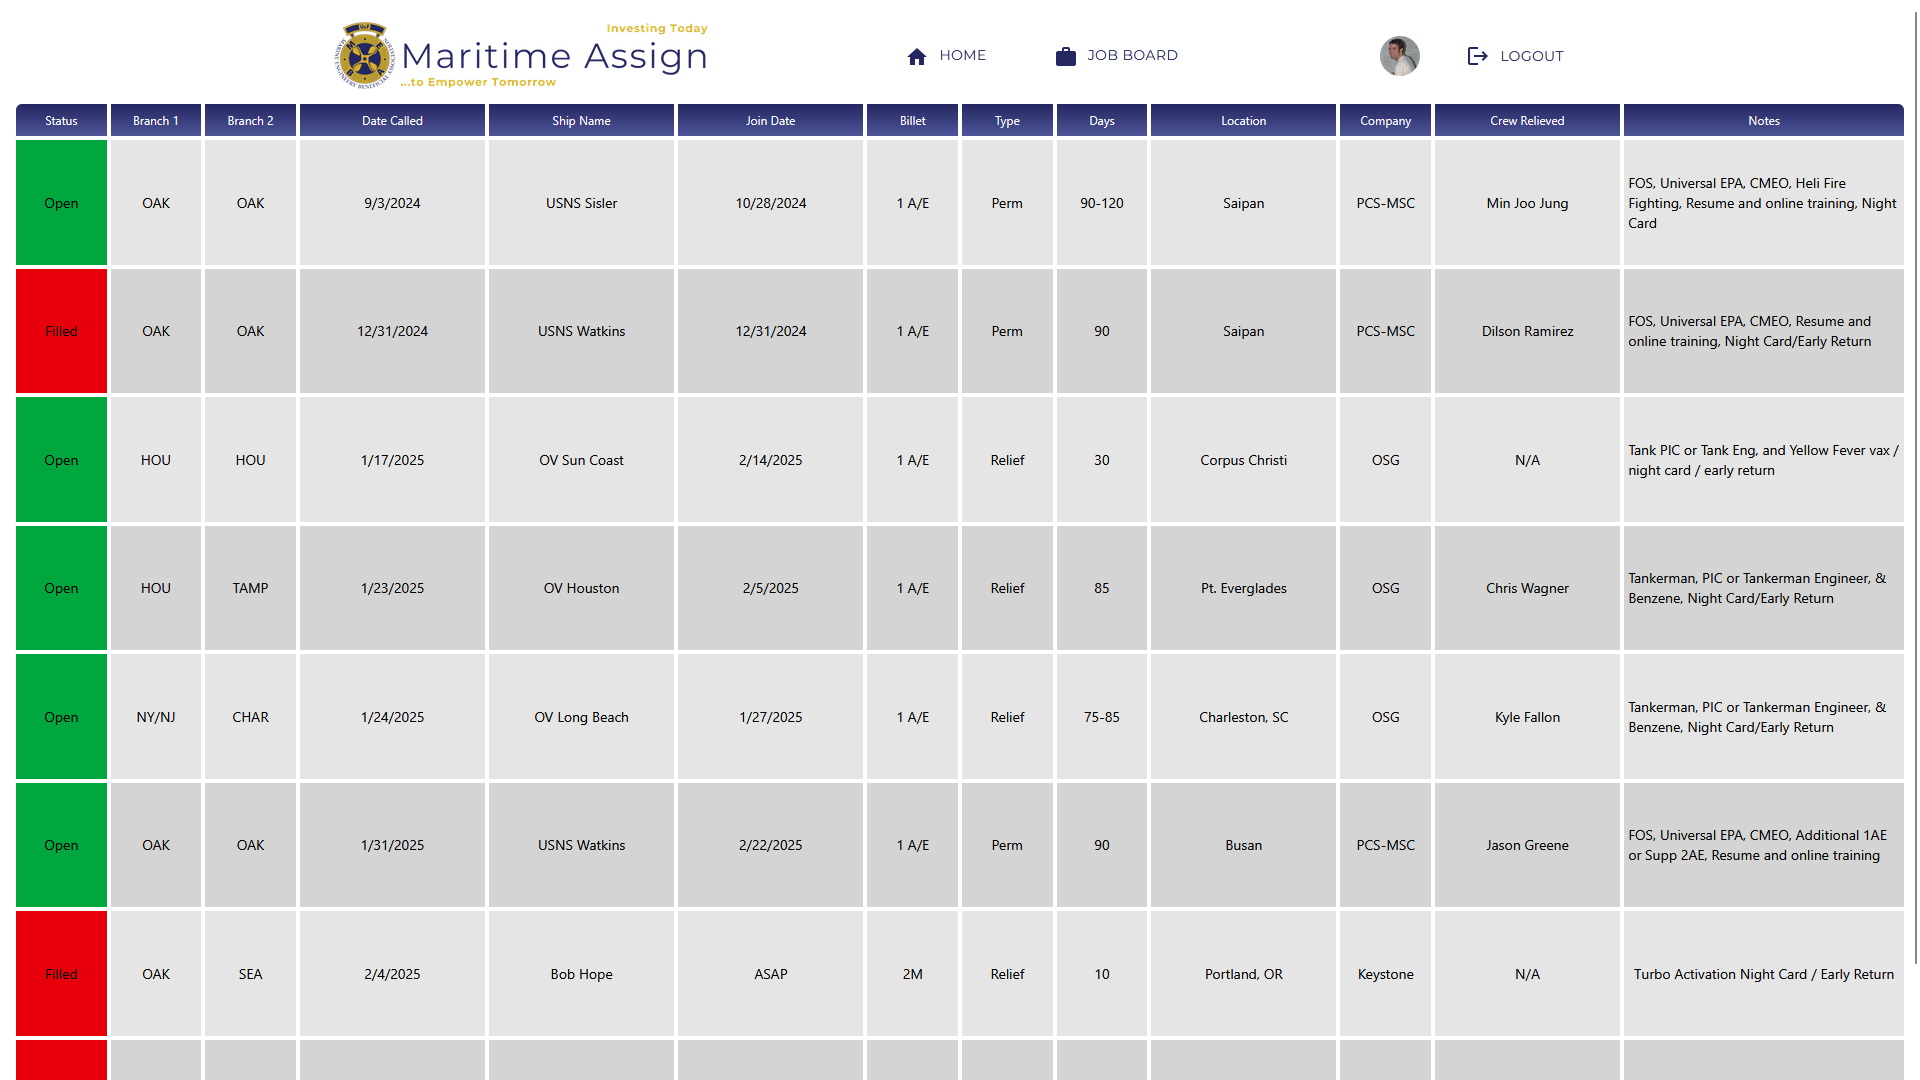 Investing Today
Maritime Assign
...to Empower Tomorrow
HOME
JOB BOARD
LOGOUT
Status Branch 1 Branch 2 Date Called Ship Name Join Date Billet Type Days Location Company Crew Relieved Notes
Open OAK OAK 9/3/2024 USNS Sisler 10/28/2024 1 A/E Perm 90-120 Saipan PCS-MSC Min Joo Jung FOS, Universal EPA, CMEO, Heli Fire
Fighting, Resume and online training, Night
Card
Filled OAK OAK 12/31/2024 USNS Watkins 12/31/2024 1 A/E Perm 90 Saipan PCS-MSC Dilson Ramirez FOS, Universal EPA, CMEO, Resume and
online training, Night Card/Early Return
Open HOU HOU 1/17/2025 OV Sun Coast 2/14/2025 1 A/E Relief 30 Corpus Christi OSG N/A Tank PIC or Tank Eng, and Yellow Fever vax /
night card / early return
Open HOU TAMP 1/23/2025 OV Houston 2/5/2025 1 A/E Relief 85 Pt. Everglades OSG Chris Wagner Tankerman, PIC or Tankerman Engineer, &
Benzene, Night Card/Early Return
Open NY/NJ CHAR 1/24/2025 OV Long Beach 1/27/2025 1 A/E Relief 75-85 Charleston, SC OSG Kyle Fallon Tankerman, PIC or Tankerman Engineer, &
Benzene, Night Card/Early Return
Open OAK OAK 1/31/2025 USNS Watkins 2/22/2025 1 A/E Perm 90 Busan PCS-MSC Jason Greene FOS, Universal EPA, CMEO, Additional 1AE
or Supp 2AE, Resume and online training
Filled OAK SEA 2/4/2025 Bob Hope ASAP 2M Relief 10 Portland, OR Keystone N/A Turbo Activation Night Card / Early Return